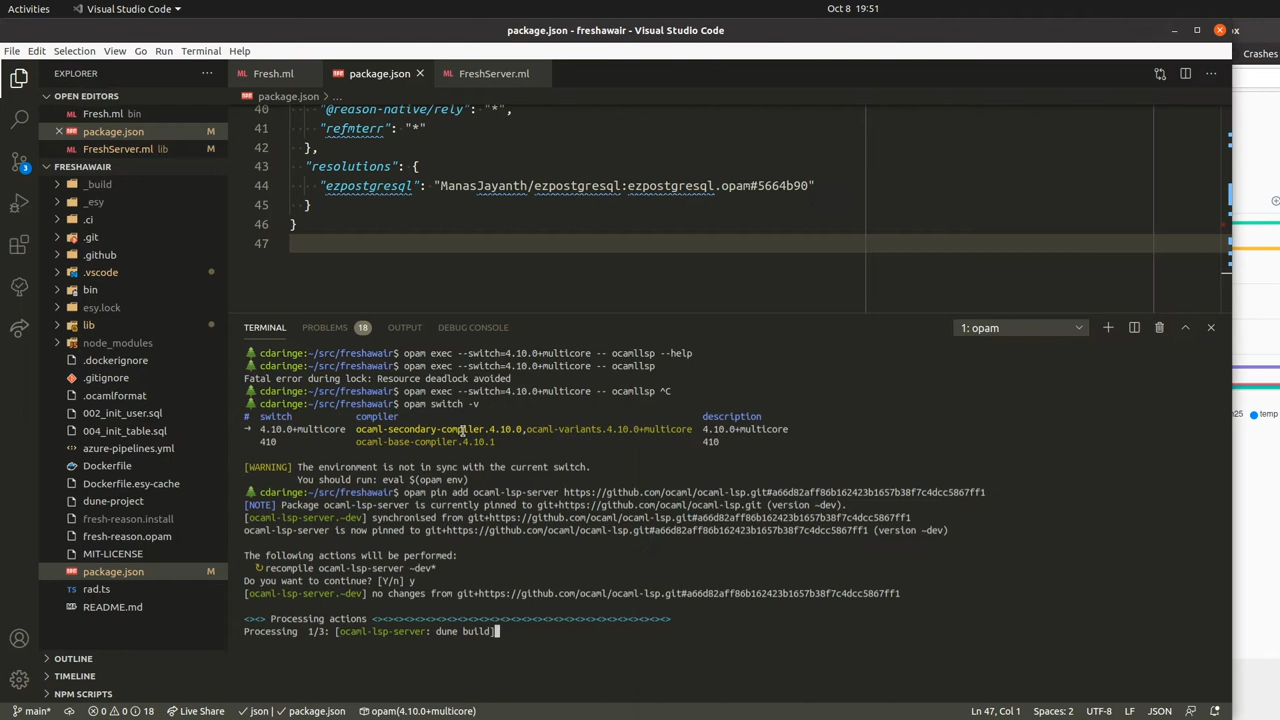 Activities
Visual Studio Code
Oct 8 19:51
package.json - freshawair - Visual Studio Code
File Edit Selection View Go Run Terminal Help
Crashes
EXPLORER
Fresh.ml
package.json
FreshServer.ml
OPEN EDITORS
Fresh.ml bin
package.json M
FreshServer.ml lib M
FRESHAWAIR
_build
_esy
.ci
.git
.github
.vscode
bin
esy.lock
lib
node_modules
.dockerignore
.gitignore
.ocamlformat
002_init_user.sql
004_init_table.sql
azure-pipelines.yml
Dockerfile
Dockerfile.esy-cache
dune-project
fresh-reason.install
fresh-reason.opam
MIT-LICENSE
package.json M
rad.ts
README.md
OUTLINE
TIMELINE
NPM SCRIPTS
3
package.json > ...
40 "@reason-native/rely": "*",
41 "refmterr": "*"
42 },
43 "resolutions": {
44 "ezpostgresql": "ManasJayanth/ezpostgresql:ezpostgresql.opam#5664b90"
45 }
46 }
47
TERMINAL PROBLEMS 18 OUTPUT DEBUG CONSOLE
1: opam
cdaringe:~/src/freshawair$ opam exec --switch=4.10.0+multicore -- ocamllsp --help
cdaringe:~/src/freshawair$ opam exec --switch=4.10.0+multicore -- ocamllsp
Fatal error during lock: Resource deadlock avoided
cdaringe:~/src/freshawair$ opam exec --switch=4.10.0+multicore -- ocamllsp ^C
cdaringe:~/src/freshawair$ opam switch -v
# switch compiler description
→ 4.10.0+multicore ocaml-secondary-compiler.4.10.0,ocaml-variants.4.10.0+multicore 4.10.0+multicore
410 ocaml-base-compiler.4.10.1 410
[WARNING] The environment is not in sync with the current switch.
You should run: eval $(opam env)
cdaringe:~/src/freshawair$ opam pin add ocaml-lsp-server https://github.com/ocaml/ocaml-lsp.git#a66d82aff86b162423b1657b38f7c4dcc5867ff1
[NOTE] Package ocaml-lsp-server is currently pinned to git+https://github.com/ocaml/ocaml-lsp.git (version ~dev).
[ocaml-lsp-server.~dev] synchronised from git+https://github.com/ocaml/ocaml-lsp.git#a66d82aff86b162423b1657b38f7c4dcc5867ff1
ocaml-lsp-server is now pinned to git+https://github.com/ocaml/ocaml-lsp.git#a66d82aff86b162423b1657b38f7c4dcc5867ff1 (version ~dev)
The following actions will be performed:
↻ recompile ocaml-lsp-server ~dev*
Do you want to continue? [Y/n] y
[ocaml-lsp-server.~dev] no changes from git+https://github.com/ocaml/ocaml-lsp.git#a66d82aff86b162423b1657b38f7c4dcc5867ff1
<><> Processing actions <><><><><><><><><><><><><><><><><><><><><><><><><><><><>
Processing 1/3: [ocaml-lsp-server: dune build]
temp
main* 0 0 18 Live Share json | package.json opam(4.10.0+multicore)
Ln 47, Col 1 Spaces: 2 UTF-8 LF JSON